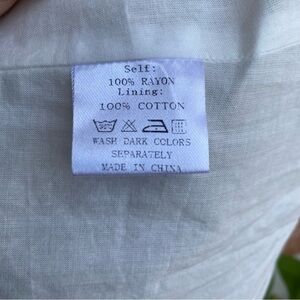 Self:
100% RAYON
Lining:
100% COTTON
WASH DARK COLORS
SEPARATELY
MADE IN CHINA